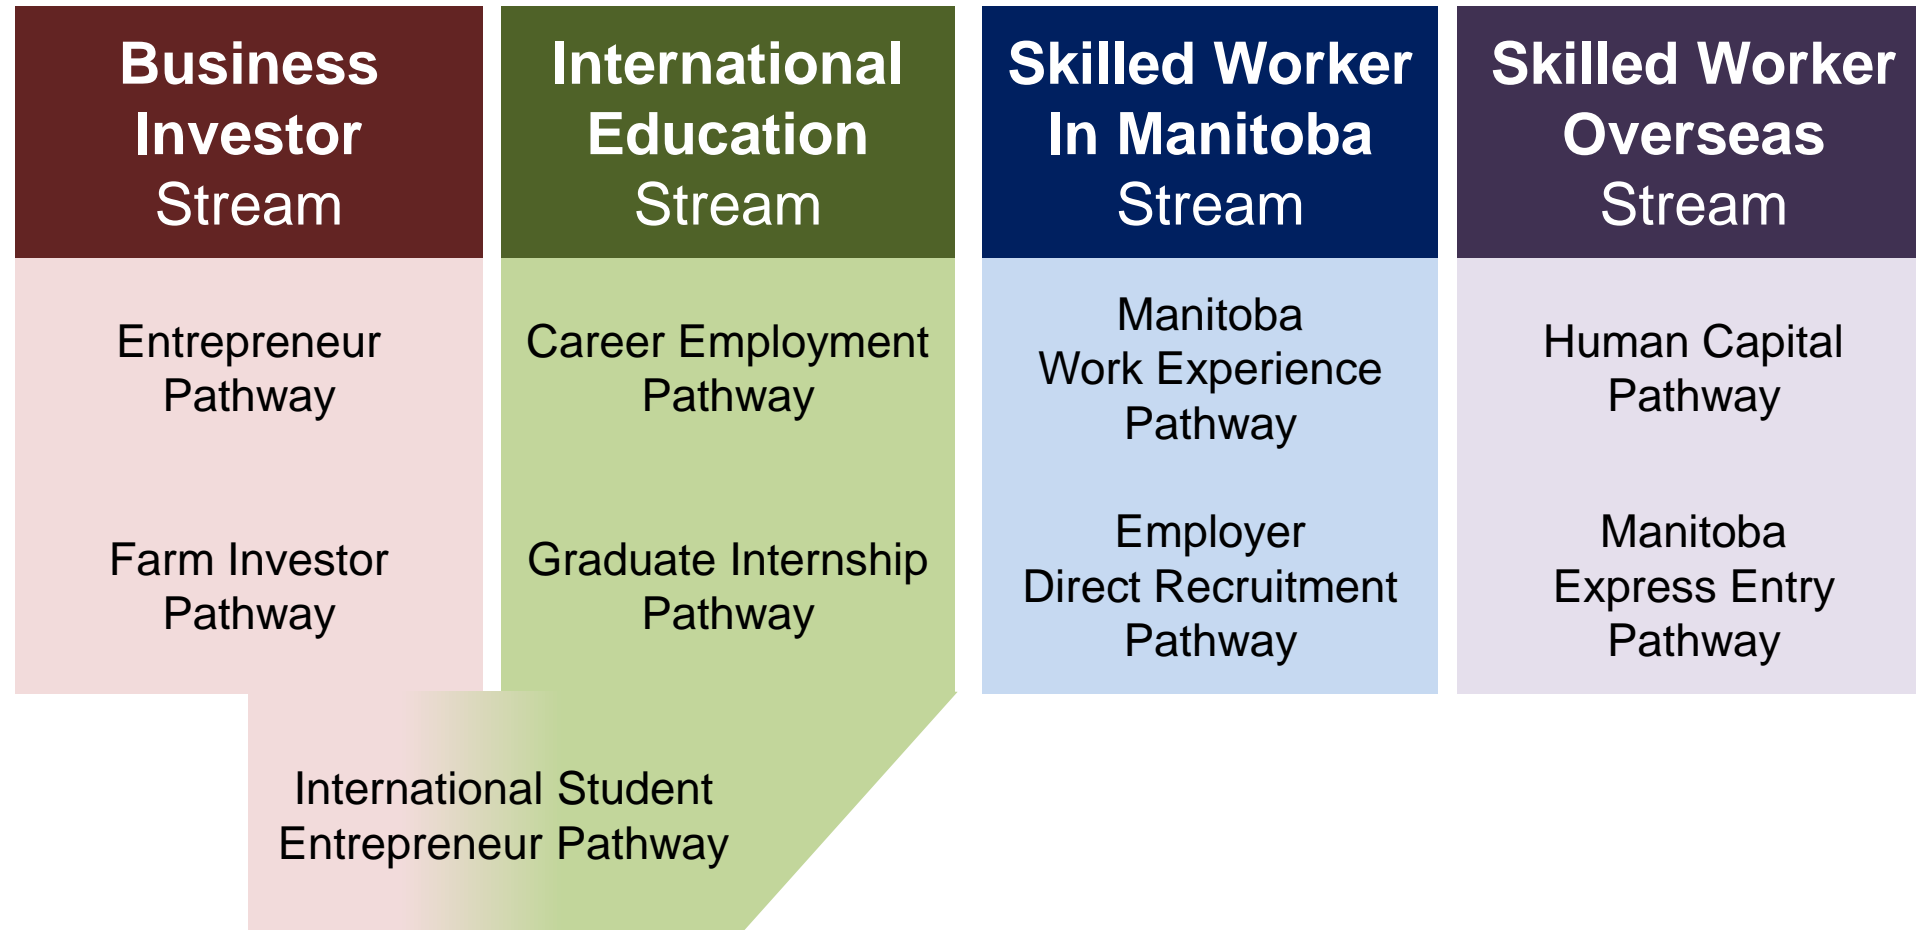 Business
Investor
Stream
International
Education
Stream
Skilled Worker
In Manitoba
Stream
Skilled Worker
Overseas
Stream
Entrepreneur
Pathway
Farm Investor
Pathway
Career Employment
Pathway
Graduate Internship
Pathway
Manitoba
Work Experience
Pathway
Employer
Direct Recruitment
Pathway
Human Capital
Pathway
Manitoba
Express Entry
Pathway
International Student
Entrepreneur Pathway